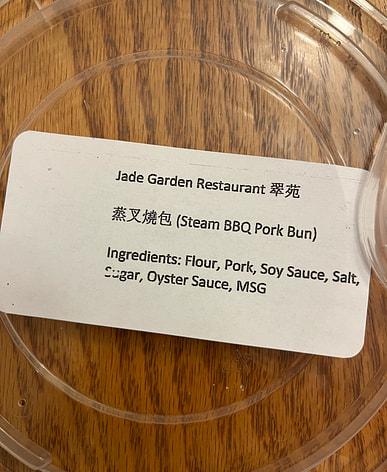 Jade Garden Restaurant 翠苑
蒸叉燒包 (Steam BBQ Pork Bun)
Ingredients: Flour, Pork, Soy Sauce, Salt,
Sugar, Oyster Sauce, MSG